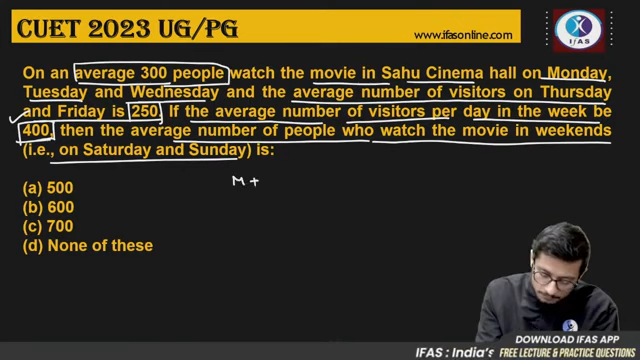 CUET 2023 UG/PG
www.ifasonline.com
iFAS
On an average 300 people watch the movie in Sahu Cinema hall on Monday,
Tuesday and Wednesday and the average number of visitors on Thursday
and Friday is 250. If the average number of visitors per day in the week be
400, then the average number of people who watch the movie in weekends
(i.e., on Saturday and Sunday) is:
(a) 500
M +
(b) 600
(c) 700
(d) None of these
DOWNLOAD IFAS APP
IFAS : India's FREE LECTURE & PRACTICE QUESTIONS